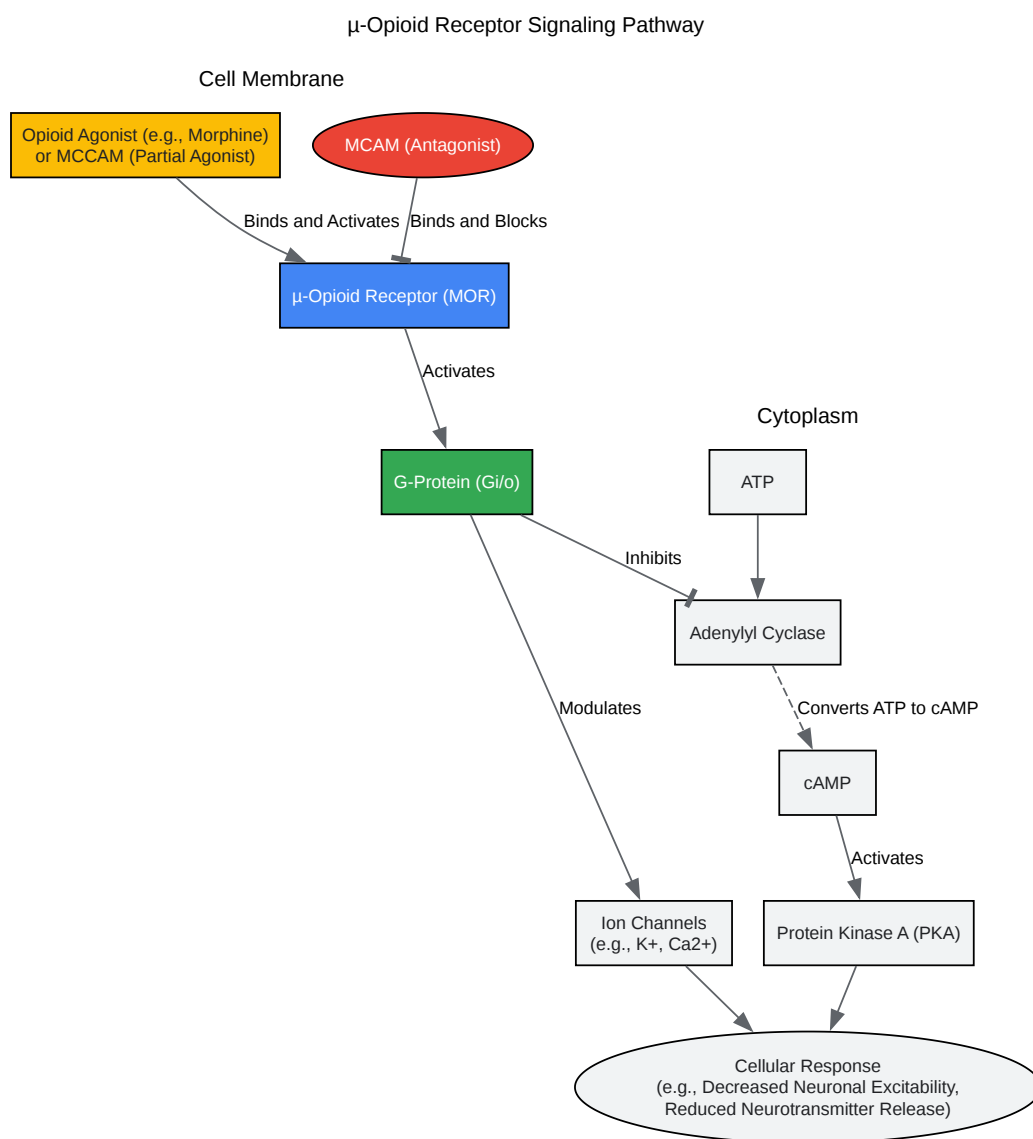 µ-Opioid Receptor Signaling Pathway
Cell Membrane
Opioid Agonist (e.g., Morphine)
or MCCAM (Partial Agonist)
MCAM (Antagonist)
Binds and Activates
Binds and Blocks
µ-Opioid Receptor (MOR)
Activates
Cytoplasm
G-Protein (Gi/o)
ATP
Inhibits
Adenylyl Cyclase
Modulates
Converts ATP to cAMP
cAMP
Activates
Ion Channels
(e.g., K+, Ca2+)
Protein Kinase A (PKA)
Cellular Response
(e.g., Decreased Neuronal Excitability,
Reduced Neurotransmitter Release)